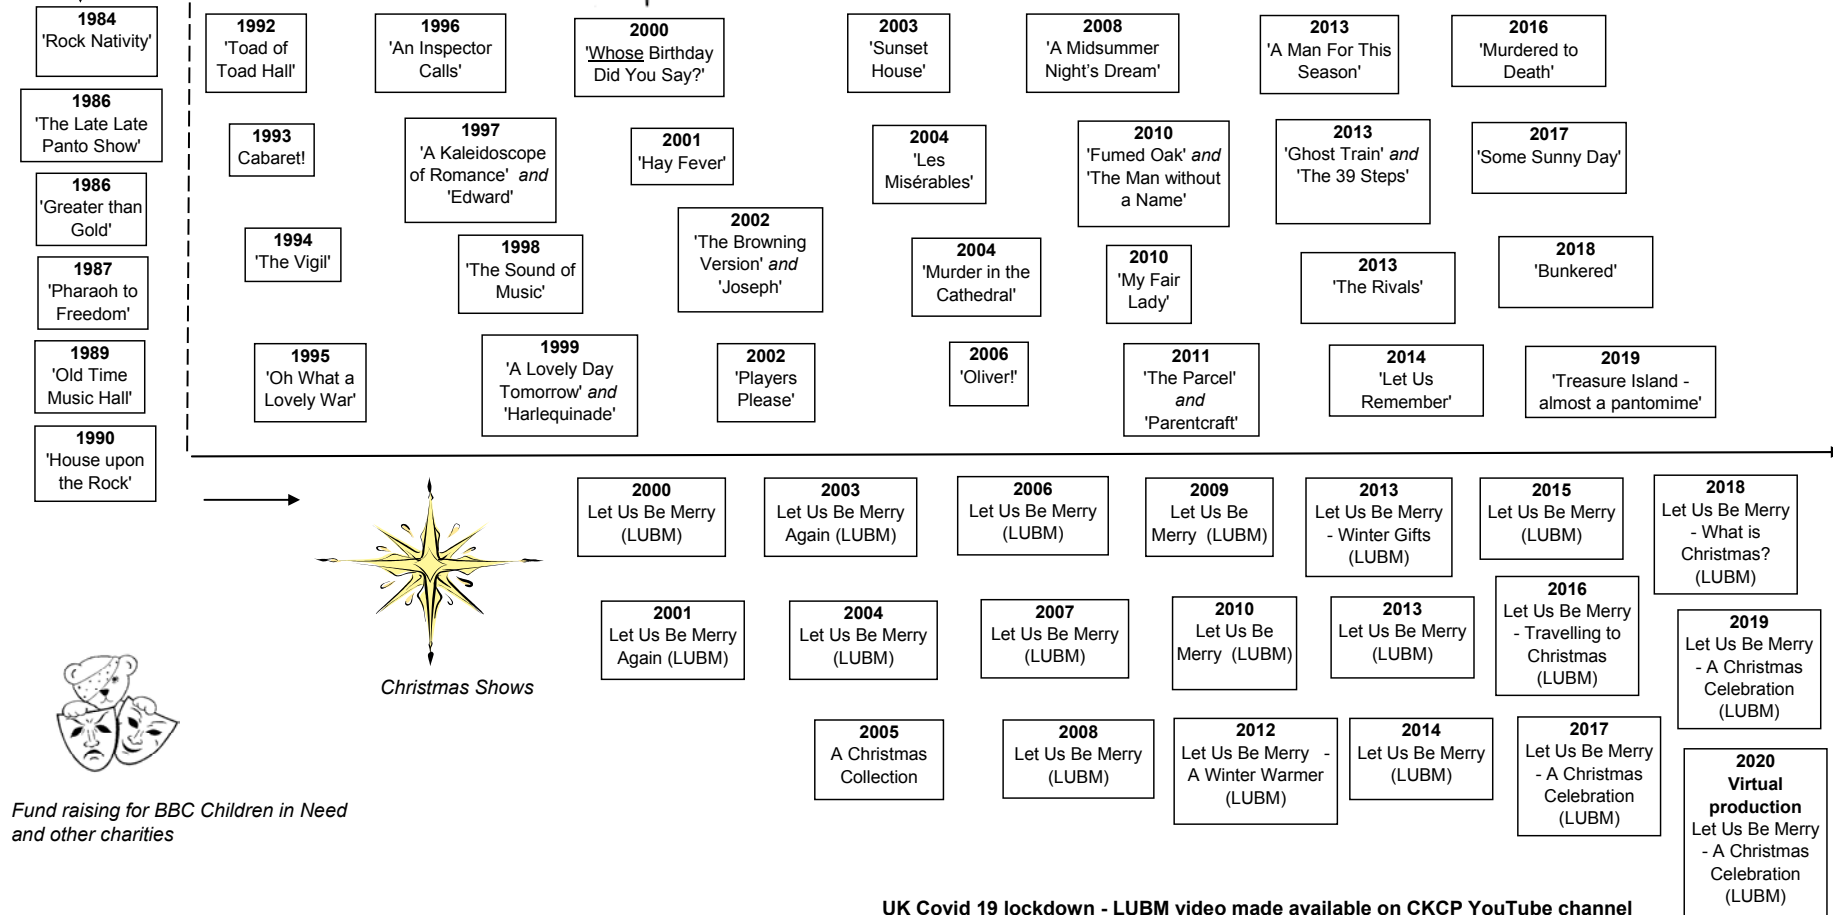 1984
'Rock Nativity'
1986
'The Late Late
Panto Show'
1986
'Greater than
Gold'
1987
'Pharaoh to
Freedom'
1989
'Old Time
Music Hall'
1990
'House upon
the Rock'
1992
'Toad of
Toad Hall'
1993
Cabaret!
1994
'The Vigil'
1995
'Oh What a
Lovely War'
1996
'An Inspector
Calls'
1997
'A Kaleidoscope
of Romance' and
'Edward'
1998
'The Sound of
Music'
1999
'A Lovely Day
Tomorrow' and
'Harlequinade'
2000
'Whose Birthday
Did You Say?'
2001
'Hay Fever'
2002
'The Browning
Version' and
'Joseph'
2002
'Players
Please'
2003
'Sunset
House'
2004
'Les
Misérables'
2004
'Murder in the
Cathedral'
2006
'Oliver!'
2008
'A Midsummer
Night's Dream'
2010
'Fumed Oak' and
'The Man without
a Name'
2010
'My Fair
Lady'
2011
'The Parcel'
and
'Parentcraft'
2013
'A Man For This
Season'
2013
'Ghost Train' and
'The 39 Steps'
2013
'The Rivals'
2014
'Let Us
Remember'
2016
'Murdered to
Death'
2017
'Some Sunny Day'
2018
'Bunkered'
2019
'Treasure Island -
almost a pantomime'
Christmas Shows
2000
Let Us Be Merry
(LUBM)
2001
Let Us Be Merry
Again (LUBM)
2003
Let Us Be Merry
Again (LUBM)
2004
Let Us Be Merry
(LUBM)
2005
A Christmas
Collection
2006
Let Us Be Merry
(LUBM)
2007
Let Us Be Merry
(LUBM)
2008
Let Us Be Merry
(LUBM)
2009
Let Us Be
Merry (LUBM)
2010
Let Us Be
Merry (LUBM)
2012
Let Us Be Merry -
A Winter Warmer
(LUBM)
2013
Let Us Be Merry
- Winter Gifts
(LUBM)
2013
Let Us Be Merry
(LUBM)
2014
Let Us Be Merry
(LUBM)
2015
Let Us Be Merry
(LUBM)
2016
Let Us Be Merry
- Travelling to
Christmas
(LUBM)
2017
Let Us Be Merry
- A Christmas
Celebration
(LUBM)
2018
Let Us Be Merry
- What is
Christmas?
(LUBM)
2019
Let Us Be Merry
- A Christmas
Celebration
(LUBM)
2020
Virtual
production
Let Us Be Merry
- A Christmas
Celebration
(LUBM)
Fund raising for BBC Children in Need
and other charities
UK Covid 19 lockdown - LUBM video made available on CKCP YouTube channel